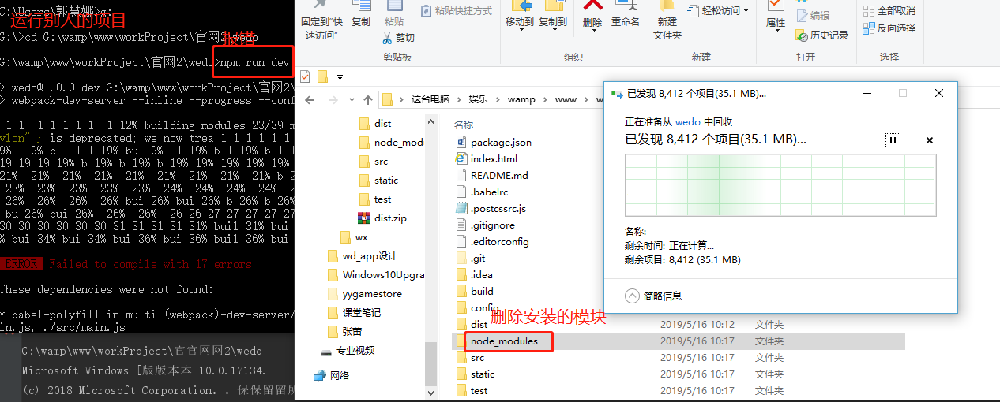 C:\Users\郭慧娜>g:
运行别人的项目
G:\>cd G:\wamp\www\workProject\官网2\wedo
报错
G:\wamp\www\workProject\官网2\wedo>npm run dev
> wedo@1.0.0 dev G:\wamp\www\workProject\官网2\
> webpack-dev-server --inline --progress --conf
1 1  1 1 1 1 1  1 12% building modules 23/39 m
ylon" } is deprecated; we now trea 1 1 1 1 1 1
9%  19% b 1 1 1 19% bu 19%  1 19% b 1 19% b 1 1
19 19 19 19% b 19% b 19% b 19% 19% 19% 19% 19%
21%  21%  21%  21%  21%  21%  21%  21% b 2
23%  23%  23%  23%  23%  24%  24%  24%  24%  2
26%  26%  26% bui 26% bui 26% b 26% b 26%
bu 26% bui 26%  26%  26%  26 26 27 27 27 27
30 30 30 30 30 30 31 31 31 31 31% bui1 31% bui
% bui 34% bui 34% bui 36% bui 36% bui1 36% bui
ERROR  Failed to compile with 17 errors
These dependencies were not found:
* babel-polyfill in multi (webpack)-dev-server/
in.js, ./src/main.js
G:\wamp\www\workProject\官官网网2\wedo
Microsoft Windows [版版本本 10.0.17134.
(c) 2018 Microsoft Corporation。。保保留留所
固定到"快
速访问"
复制
粘贴
粘贴快捷方式
剪切
剪贴板
移动到
复制到
删除
重命名
组织
新建
文件夹
轻松访问
新建
属性
编辑
历史记录
打开
全部取消
反向选择
选择
这台电脑 > 娱乐 > wamp > www > w
dist
node_modu
src
static
test
dist.zip
wx
wd_app设计
Windows10Upgra
yygamestore
课堂笔记
张苗
专业视频
网络
名称
package.json
index.html
README.md
.babelrc
.postcssrc.js
.gitignore
.editorconfig
.git
.idea
build
config
删除安装的模块
dist 2019/5/16 10:12 文件夹
node_modules 2019/5/16 10:17 文件夹
src 2019/5/16 10:17 文件夹
static 2019/5/16 10:17 文件夹
test 2019/5/16 10:17 文件夹
已发现 8,412 个项目(35.1 MB)...
正在准备从 wedo 中回收
已发现 8,412 个项目(35.1 MB)...
名称:
剩余时间: 正在计算...
剩余项目: 8,412 (35.1 MB)
简略信息